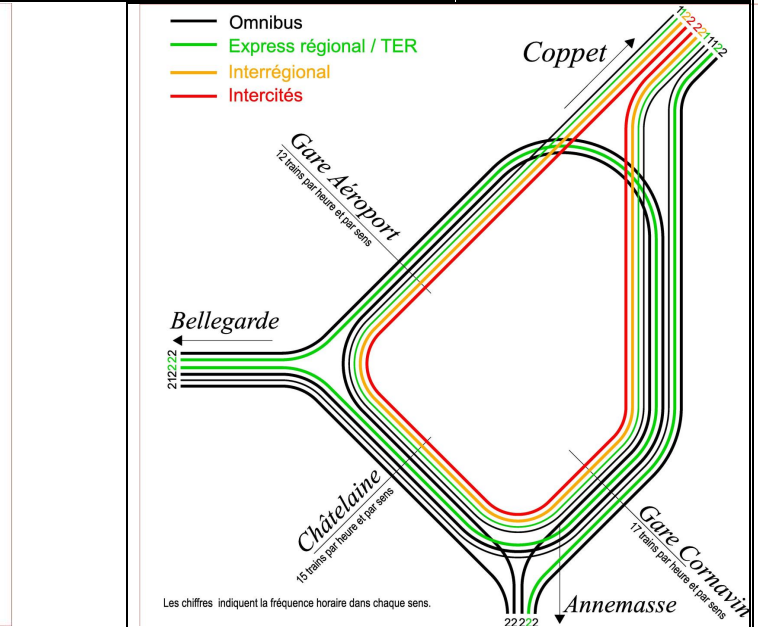 Omnibus
Express régional / TER
Interrégional
Intercités
Coppet
Gare Aéroport
12 trains par heure et par sens
Bellegarde
212222
Châtelaine
15 trains par heure et par sens
Gare Cornavin
17 trains par heure et par sens
Les chiffres indiquent la fréquence horaire dans chaque sens.
Annemasse
2222